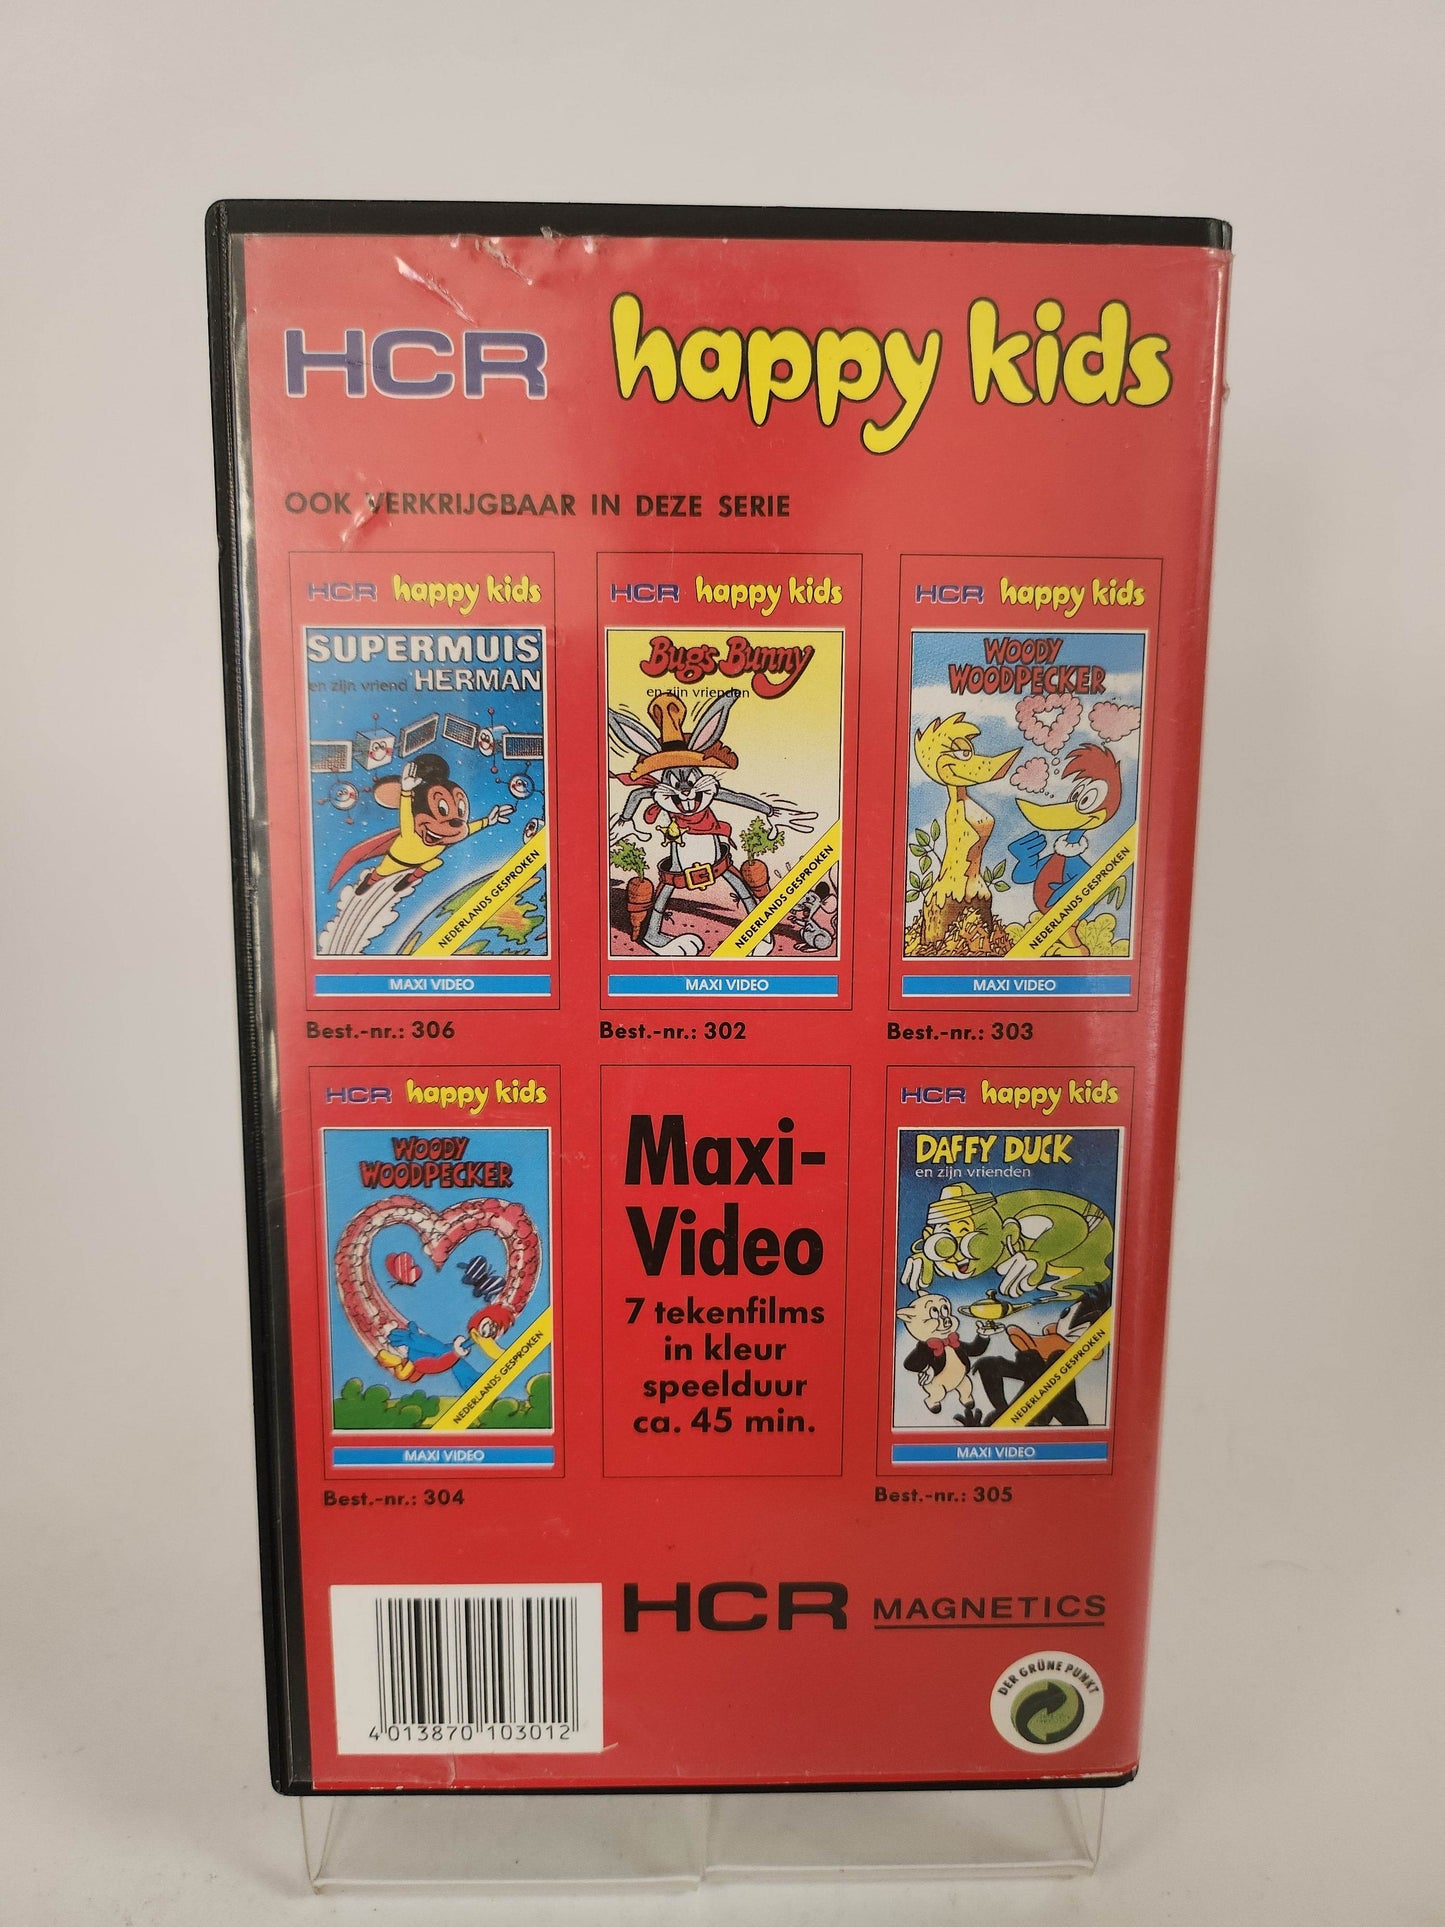 HCR happy kids
OOK VERKRIJGBAAR IN DEZE SERIE
HCR happy kids
SUPERMUIS
en zijn vriend HERMAN
NEDERLANDS GESPROKEN
MAXI VIDEO
Best.-nr.: 306
HCR happy kids
Bugs Bunny
en zijn vrienden
NEDERLANDS GESPROKEN
MAXI VIDEO
Best.-nr.: 302
HCR happy kids
WOODY
WOODPECKER
NEDERLANDS GESPROKEN
MAXI VIDEO
Best.-nr.: 303
HCR happy kids
WOODY
WOODPECKER
NEDERLANDS GESPROKEN
MAXI VIDEO
Best.-nr.: 304
Maxi-
Video
7 tekenfilms
in kleur
speelduur
ca. 45 min.
HCR happy kids
DAFFY DUCK
en zijn vrienden
NEDERLANDS GESPROKEN
MAXI VIDEO
Best.-nr.: 305
HCR MAGNETICS
4 013870 103012
DER GRÜNE PUNKT